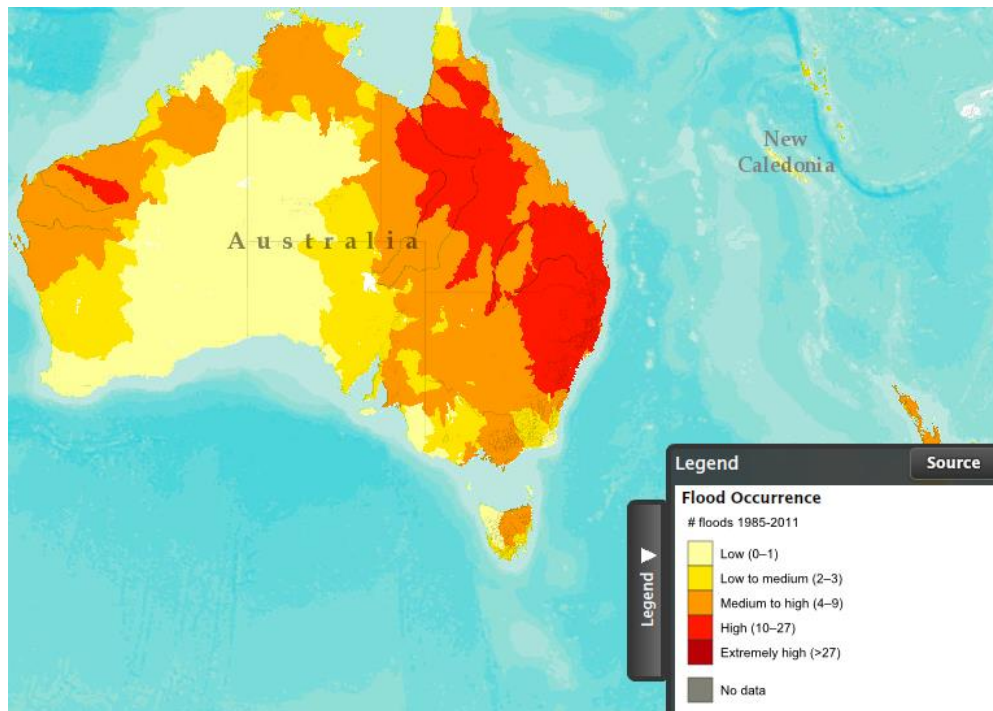 New
Caledonia
Australia
Legend
Source
Flood Occurrence
# floods 1985-2011
Low (0–1)
Low to medium (2–3)
Medium to high (4–9)
High (10–27)
Extremely high (>27)
No data
Legend